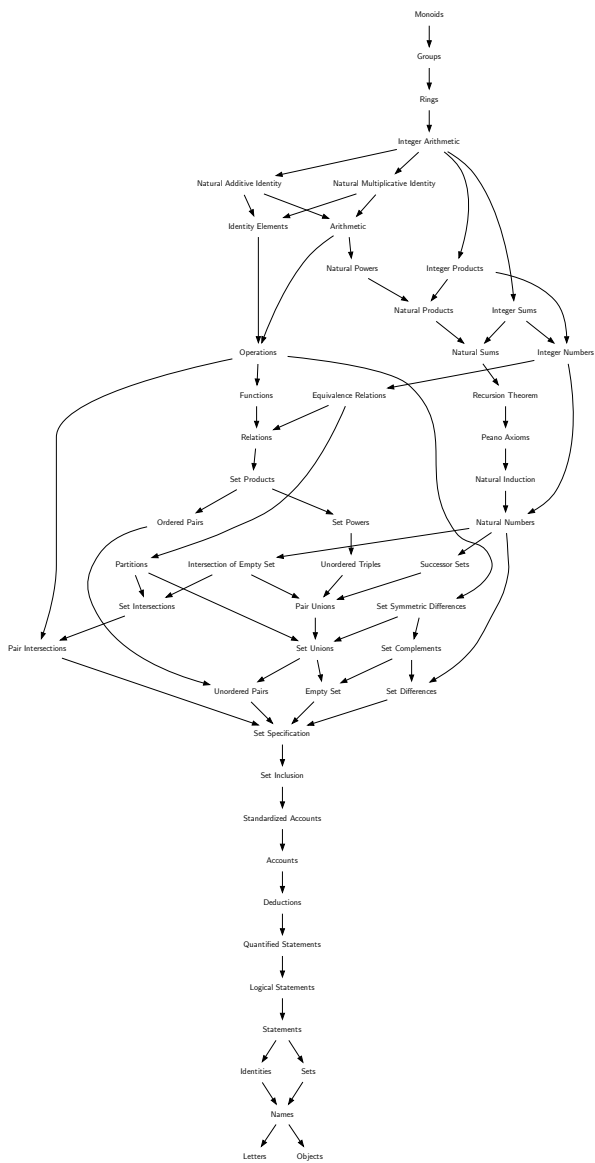 Monoids
Groups
Rings
Integer Arithmetic
Natural Additive Identity
Natural Multiplicative Identity
Identity Elements
Arithmetic
Natural Powers
Integer Products
Natural Products
Integer Sums
Operations
Natural Sums
Integer Numbers
Functions
Equivalence Relations
Recursion Theorem
Relations
Peano Axioms
Set Products
Natural Induction
Ordered Pairs
Set Powers
Natural Numbers
Partitions
Intersection of Empty Set
Unordered Triples
Successor Sets
Set Intersections
Pair Unions
Set Symmetric Differences
Pair Intersections
Set Unions
Set Complements
Unordered Pairs
Empty Set
Set Differences
Set Specification
Set Inclusion
Standardized Accounts
Accounts
Deductions
Quantified Statements
Logical Statements
Statements
Identities
Sets
Names
Letters
Objects